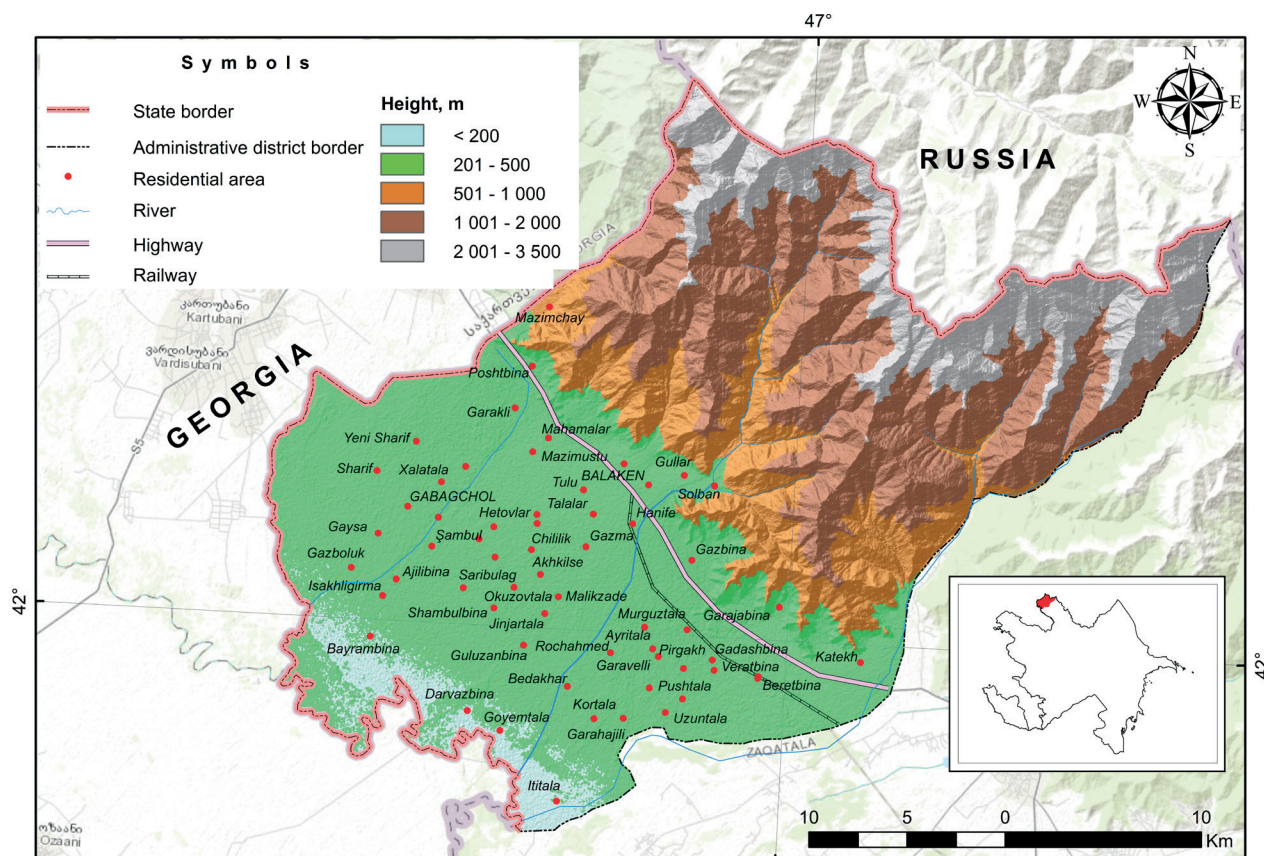 47°
Symbols
State border
Administrative district border
Residential area
River
Highway
Railway
Height, m
< 200
201 - 500
501 - 1 000
1 001 - 2 000
2 001 - 3 500
N
W
E
S
RUSSIA
GEORGIA
ORGIA
კართუბანი
Kartubani
ვარდისუბანი
Vardisubani
S5
Mazimchay
Poshtbina
Garakli
Mahamalar
Yeni Sharif
Mazimustu
Gullar
Sharif
Xalatala
BALAKEN
Tulu
Solban
GABAGCHOL
Talalar
Hetovlar
Hanife
Gaysa
Şambul
Chililik
Gazma
Gazbina
Gazboluk
Akhkilse
Ajilibina
Saribulag
Isakhligirma
Okuzovtala
Malikzade
42°
Shambulbina
Murguztala
Garajabina
Jinjartala
Ayritala
Bayrambina
Rochahmed
Pirgakh
Gadashbina
Guluzanbina
Garavelli
Veratbina
Katekh
42°
Bedakhar
Pushtala
Beretbina
Darvazbina
Kortala
Goyemtala
Uzuntala
Garahajili
ZAQATALA
Ititala
ოზაანი
Ozaani
10
5
0
10
Km